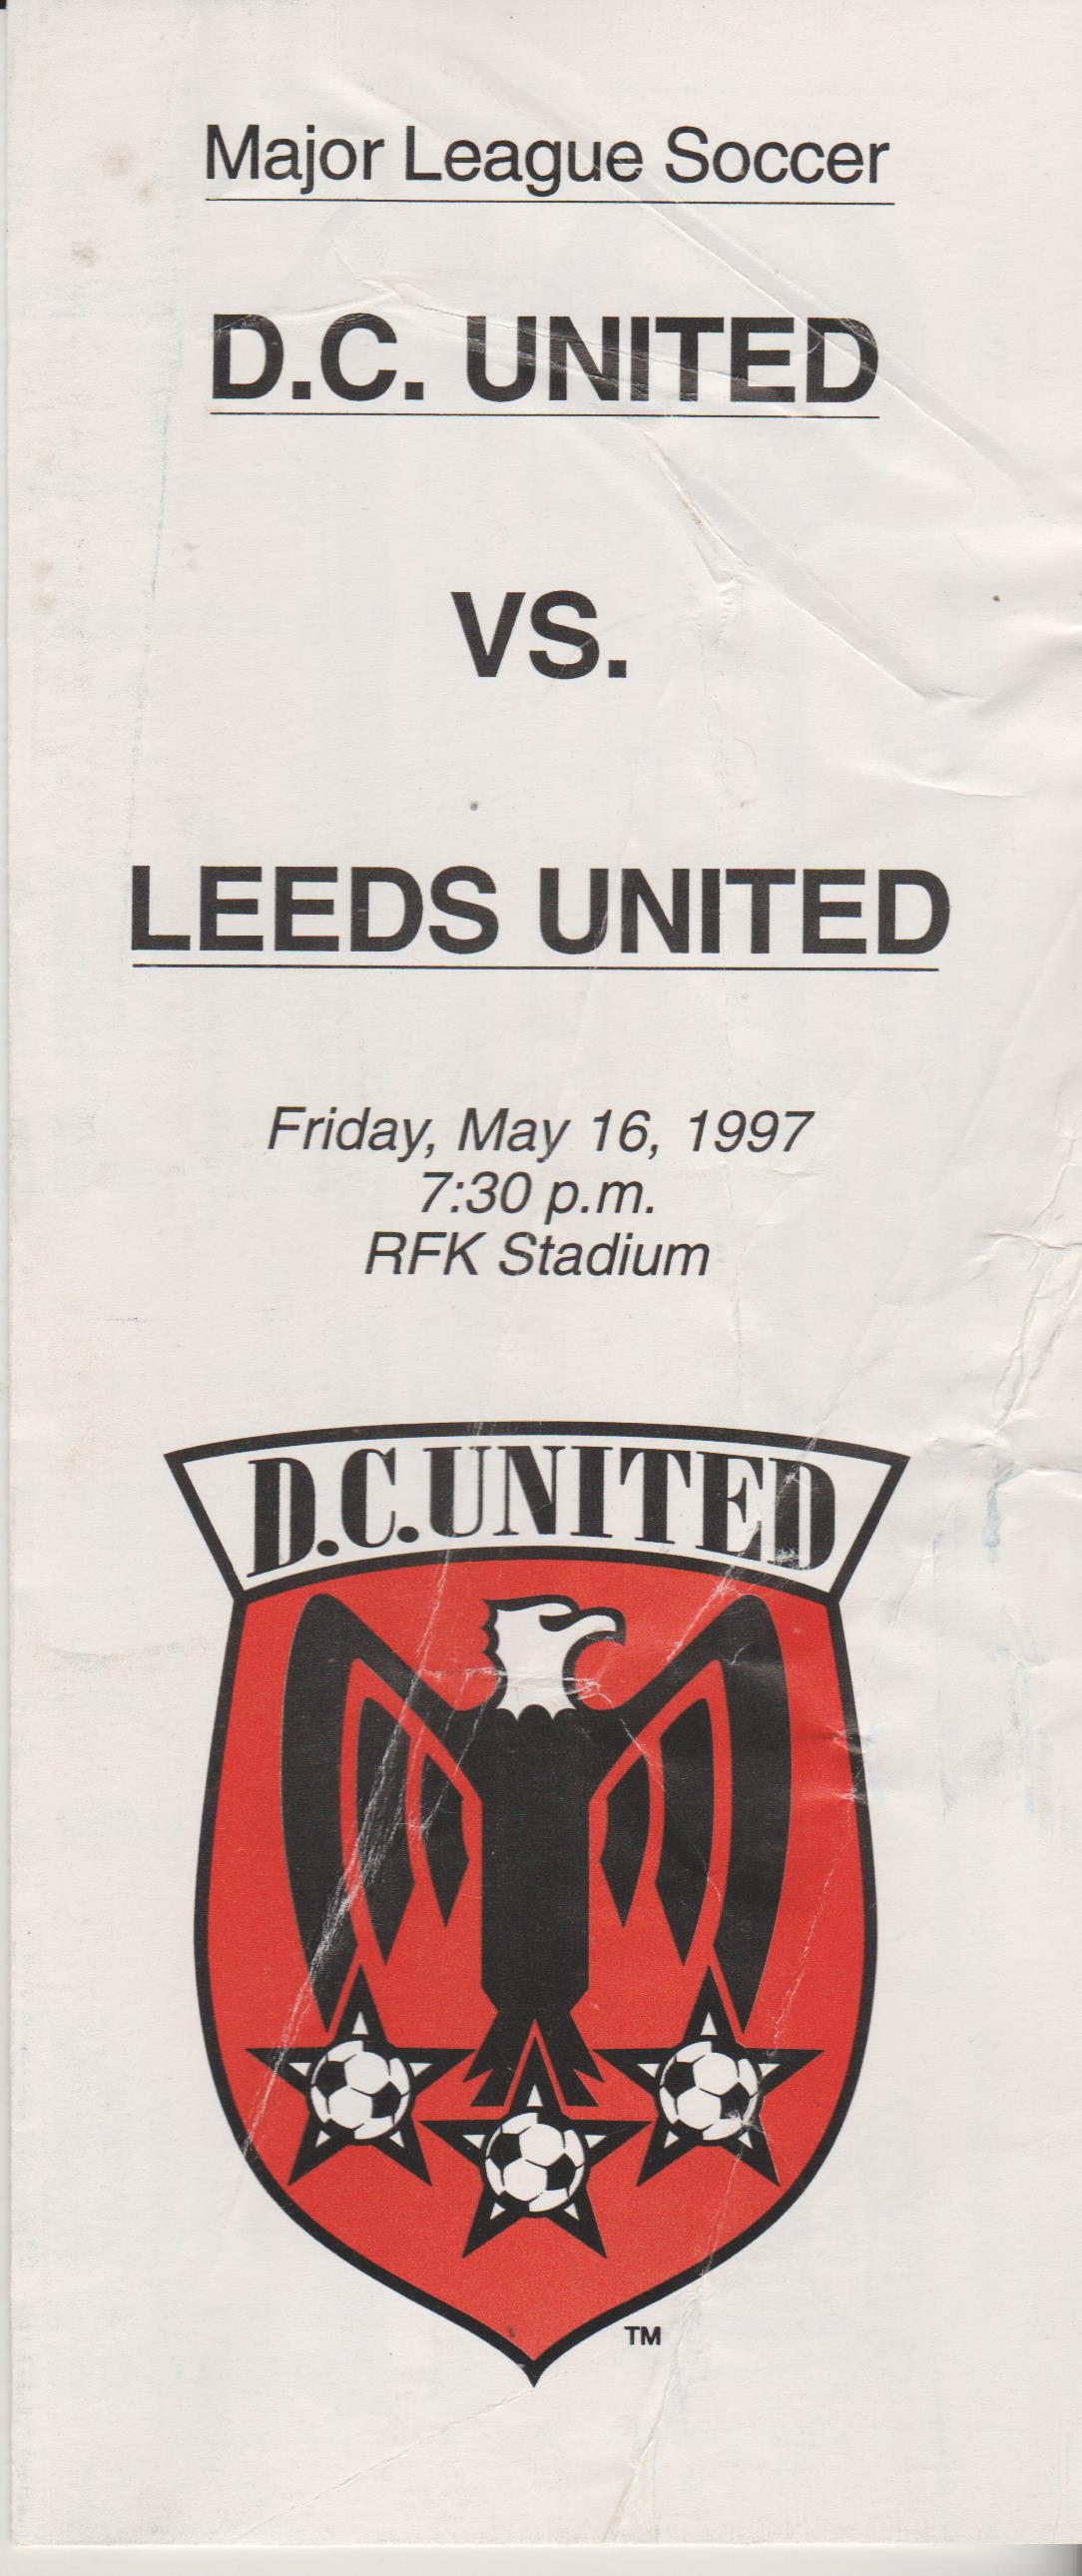 Major League Soccer
D.C. UNITED
VS.
LEEDS UNITED
Friday, May 16, 1997
7:30 p.m.
RFK Stadium
D.C.UNITED
TM